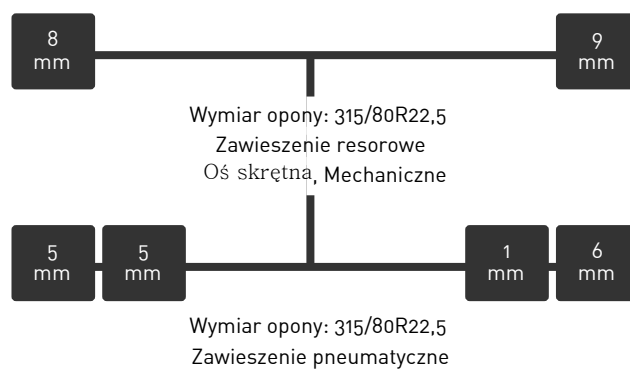 8 9
mm mm
Wymiar opony: 315/80R22,5
Zawieszenie resorowe
Oś skrętna, Mechaniczne
5 5 1 6
mm mm mm mm
Wymiar opony: 315/80R22,5
Zawieszenie pneumatyczne